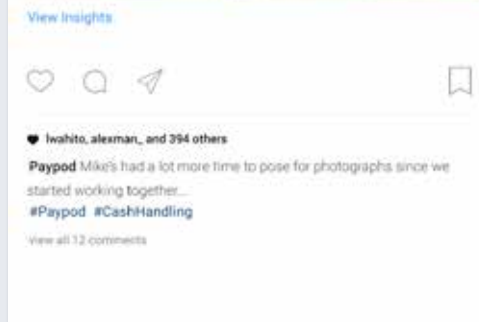 View Insights
lwahito, alexman_ and 394 others
Paypod Mike's had a lot more time to pose for photographs since we
started working together...
#Paypod #CashHandling
view all 12 comments